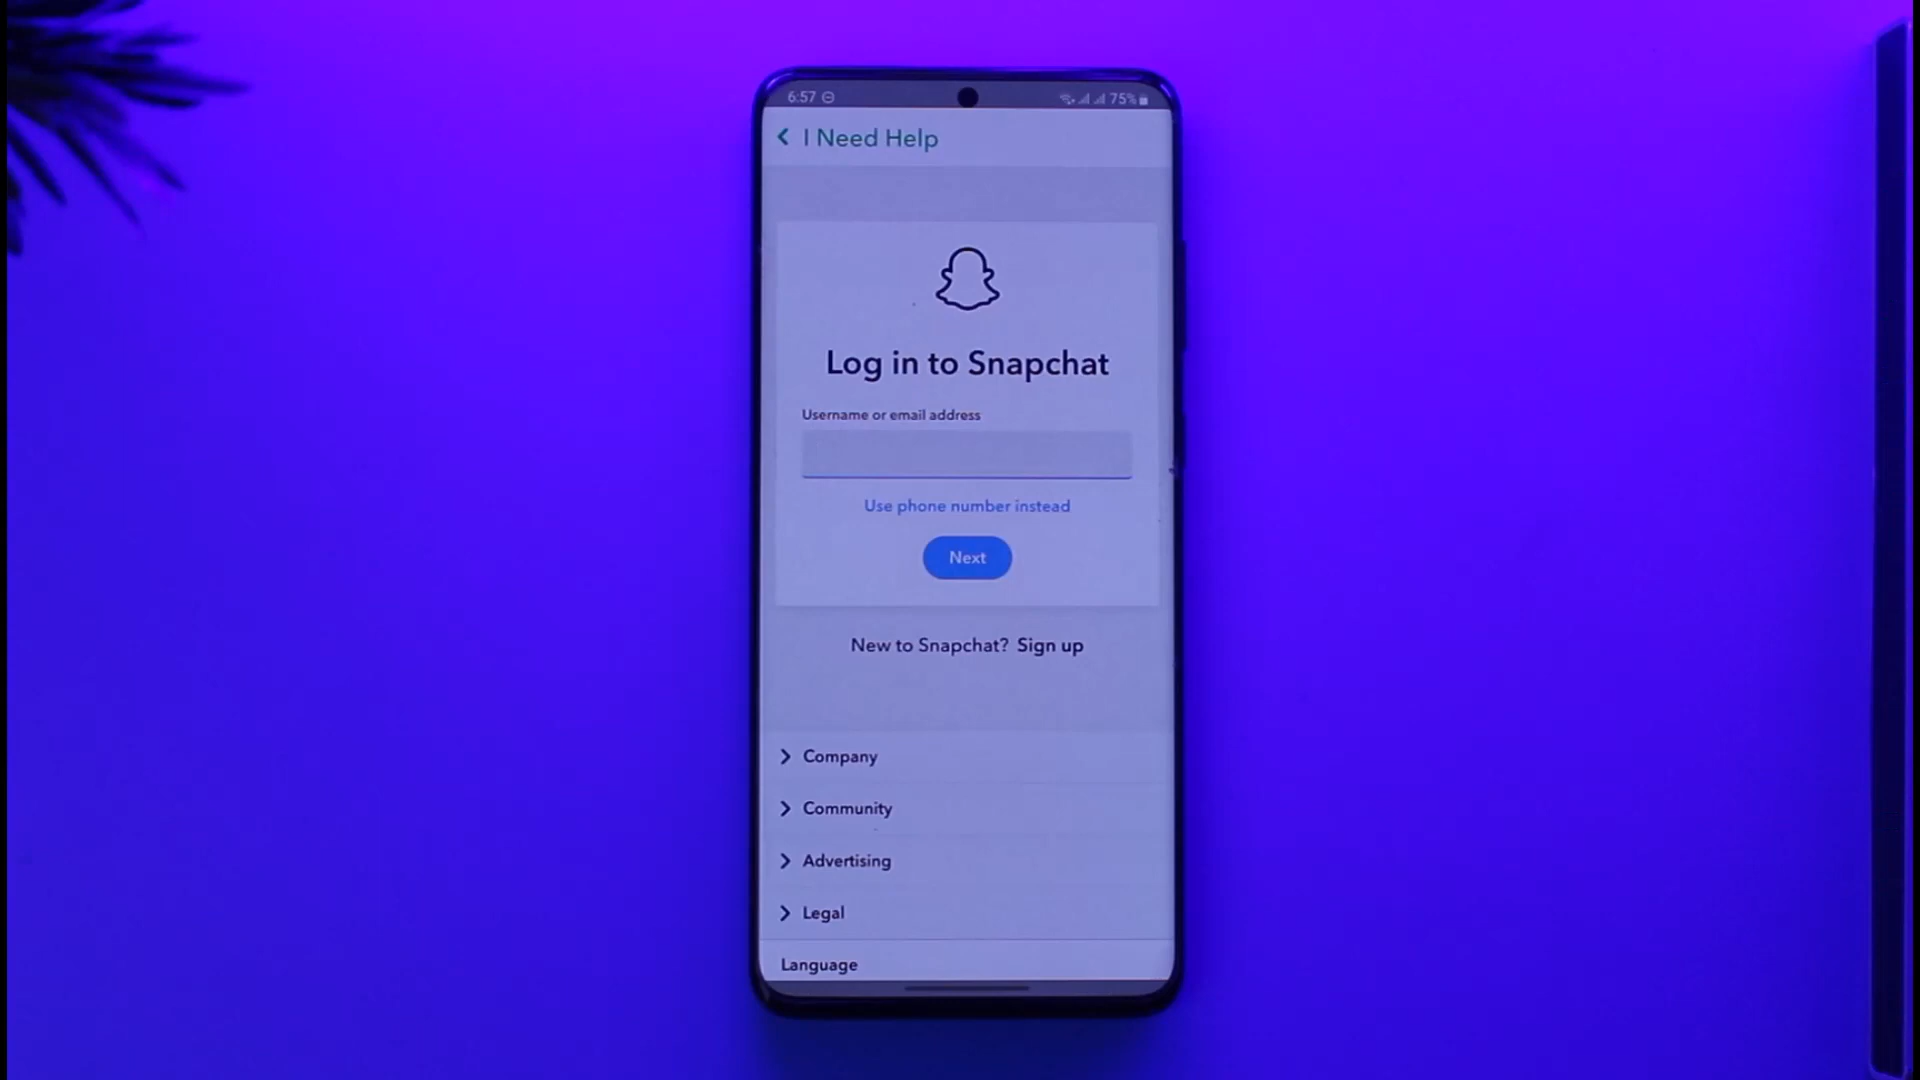 6:57 75%
I Need Help
Log in to Snapchat
Username or email address
Use phone number instead
Next
New to Snapchat? Sign up
Company
Community
Advertising
Legal
Language